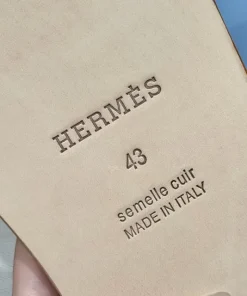 HERMÈS
43
semelle cuir
MADE IN ITALY